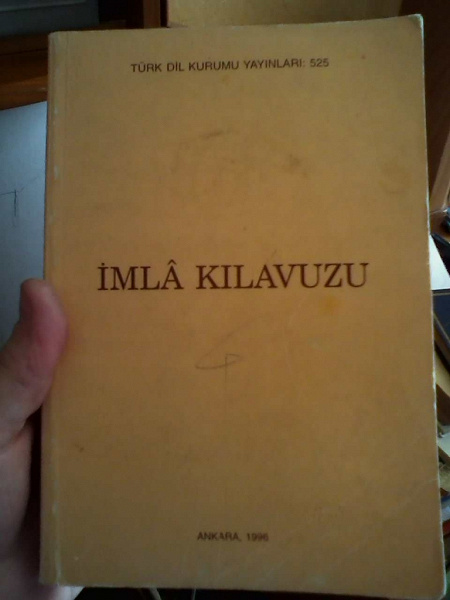 TÜRK DİL KURUMU YAYINLARI: 525
İMLÂ KILAVUZU
ANKARA, 1996